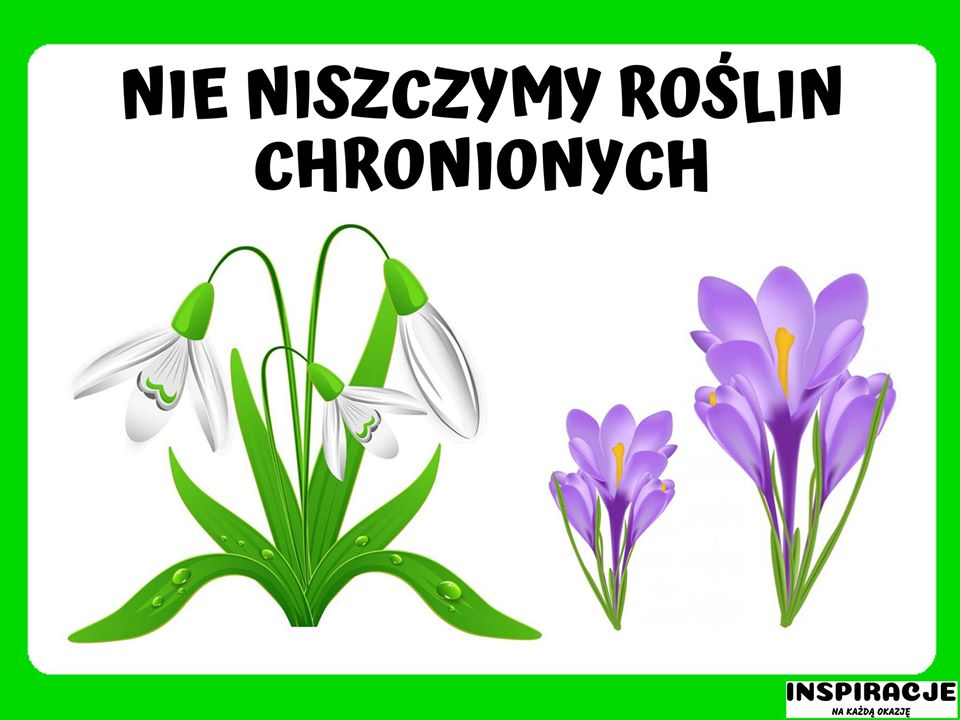 NIE NISZCZYMY ROŚLIN
CHRONIONYCH
INSPIRACJE
NA KAŻDĄ OKAZJĘ